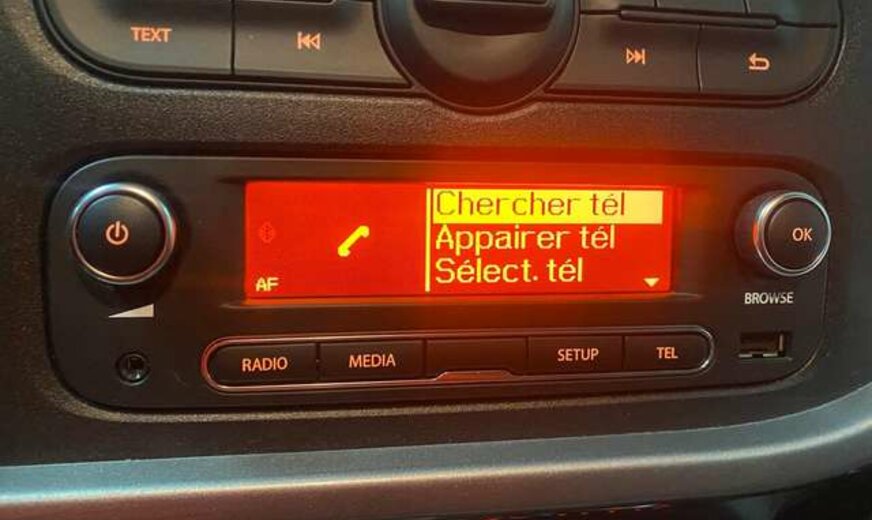 TEXT
Chercher tél
Appairer tél
Sélect. tél
AF
OK
BROWSE
RADIO
MEDIA
SETUP
TEL